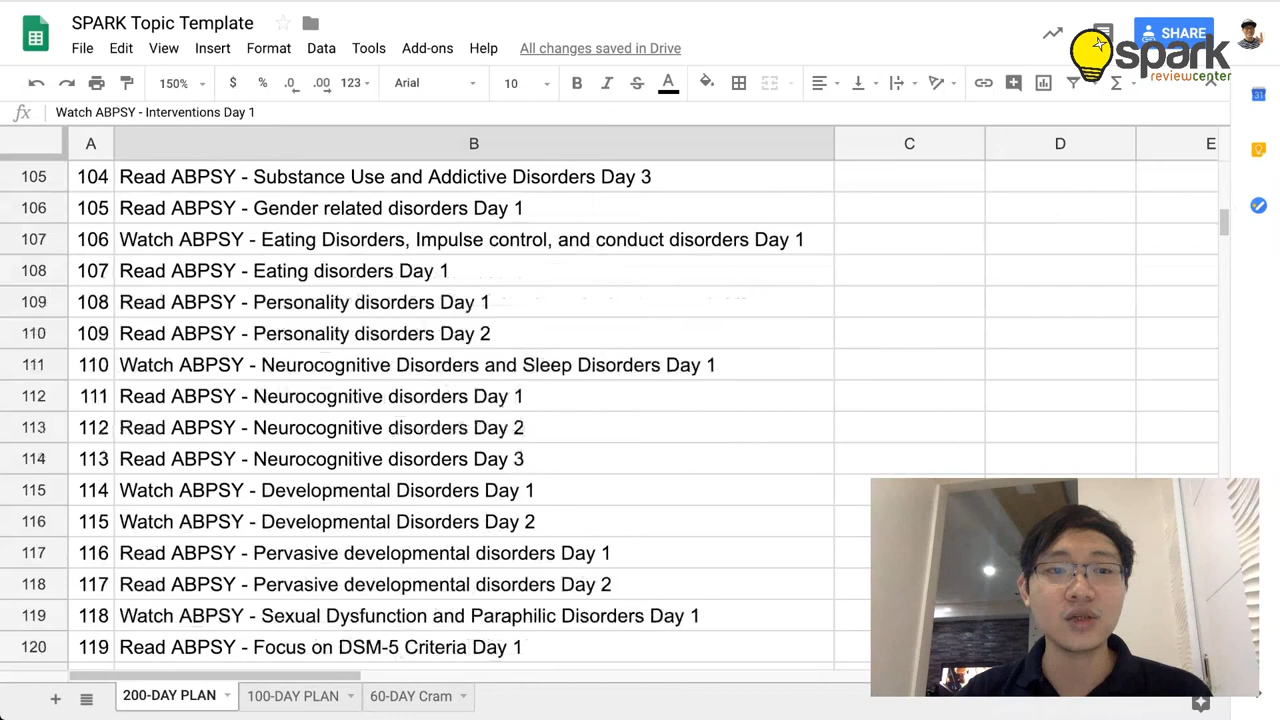 SPARK Topic Template
SHARE
File Edit View Insert Format Data Tools Add-ons Help All changes saved in Drive
spark
reviewcenter
150% $ % .0 .00 123 Arial 10 B I S A Σ
31
fx Watch ABPSY - Interventions Day 1
A B C D E
105 104 Read ABPSY - Substance Use and Addictive Disorders Day 3
106 105 Read ABPSY - Gender related disorders Day 1
107 106 Watch ABPSY - Eating Disorders, Impulse control, and conduct disorders Day 1
108 107 Read ABPSY - Eating disorders Day 1
109 108 Read ABPSY - Personality disorders Day 1
110 109 Read ABPSY - Personality disorders Day 2
111 110 Watch ABPSY - Neurocognitive Disorders and Sleep Disorders Day 1
112 111 Read ABPSY - Neurocognitive disorders Day 1
113 112 Read ABPSY - Neurocognitive disorders Day 2
114 113 Read ABPSY - Neurocognitive disorders Day 3
115 114 Watch ABPSY - Developmental Disorders Day 1
116 115 Watch ABPSY - Developmental Disorders Day 2
117 116 Read ABPSY - Pervasive developmental disorders Day 1
118 117 Read ABPSY - Pervasive developmental disorders Day 2
119 118 Watch ABPSY - Sexual Dysfunction and Paraphilic Disorders Day 1
120 119 Read ABPSY - Focus on DSM-5 Criteria Day 1
200-DAY PLAN 100-DAY PLAN 60-DAY Cram